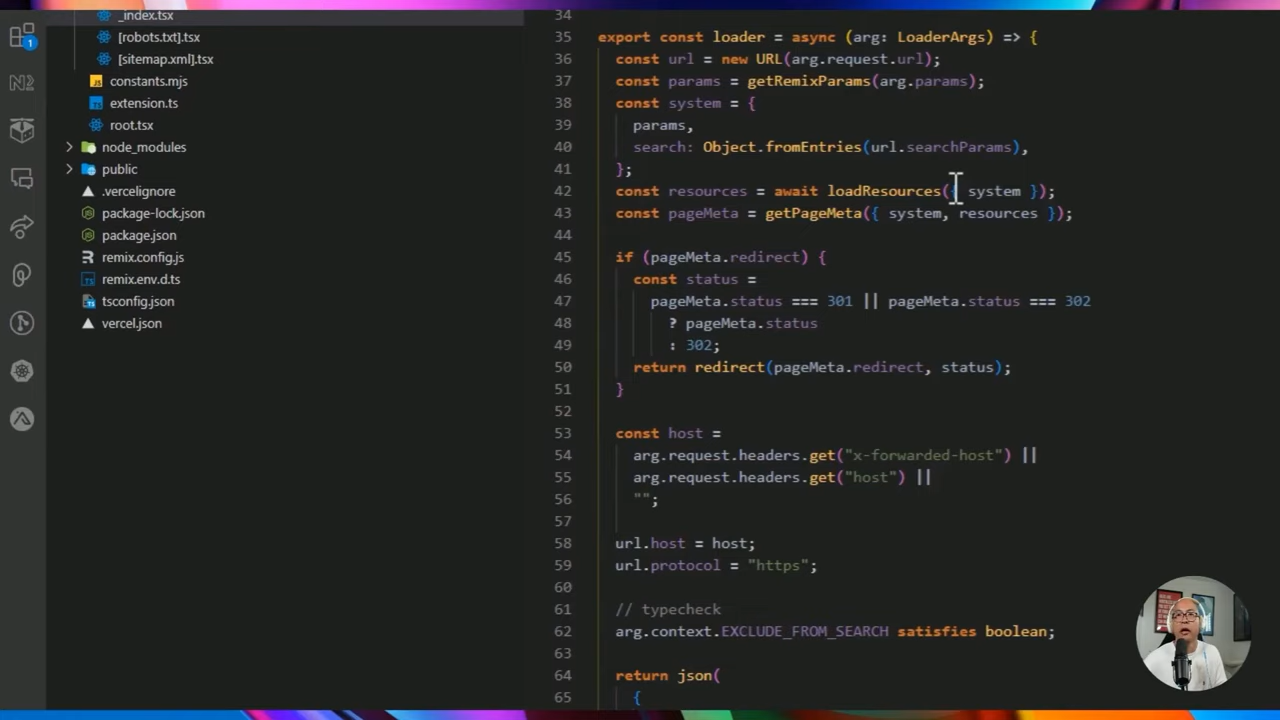 _index.tsx
[robots.txt].tsx
[sitemap.xml].tsx
constants.mjs
extension.ts
root.tsx
node_modules
public
.vercelignore
package-lock.json
package.json
remix.config.js
remix.env.d.ts
tsconfig.json
vercel.json
1
34
35 export const loader = async (arg: LoaderArgs) => {
36 const url = new URL(arg.request.url);
37 const params = getRemixParams(arg.params);
38 const system = {
39 params,
40 search: Object.fromEntries(url.searchParams),
41 };
42 const resources = await loadResources({ system });
43 const pageMeta = getPageMeta({ system, resources });
44
45 if (pageMeta.redirect) {
46 const status =
47 pageMeta.status === 301 || pageMeta.status === 302
48 ? pageMeta.status
49 : 302;
50 return redirect(pageMeta.redirect, status);
51 }
52
53 const host =
54 arg.request.headers.get("x-forwarded-host") ||
55 arg.request.headers.get("host") ||
56 "";
57
58 url.host = host;
59 url.protocol = "https";
60
61 // typecheck
62 arg.context.EXCLUDE_FROM_SEARCH satisfies boolean;
63
64 return json(
65 {